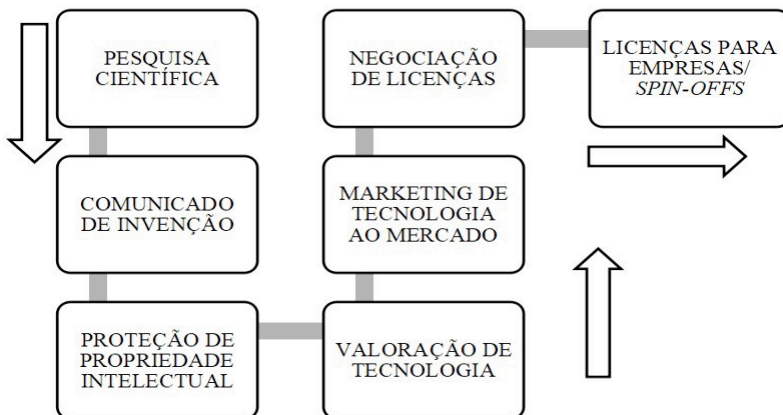 PESQUISA
CIENTÍFICA
COMUNICADO
DE INVENÇÃO
PROTEÇÃO DE
PROPRIEDADE
INTELECTUAL
VALORAÇÃO DE
TECNOLOGIA
MARKETING DE
TECNOLOGIA
AO MERCADO
NEGOCIAÇÃO
DE LICENÇAS
LICENÇAS PARA
EMPRESAS/
SPIN-OFFS